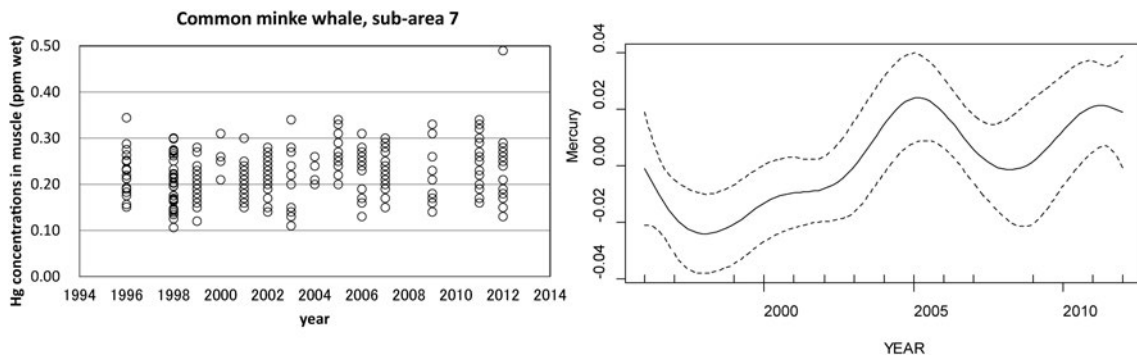 Common minke whale, sub-area 7
Hg concentrations in muscle (ppm wet)
0.50
0.40
0.30
0.20
0.10
0.00
1994 1996 1998 2000 2002 2004 2006 2008 2010 2012 2014
year
Mercury
0.04
0.02
0.00
-0.02
-0.04
2000 2005 2010
YEAR